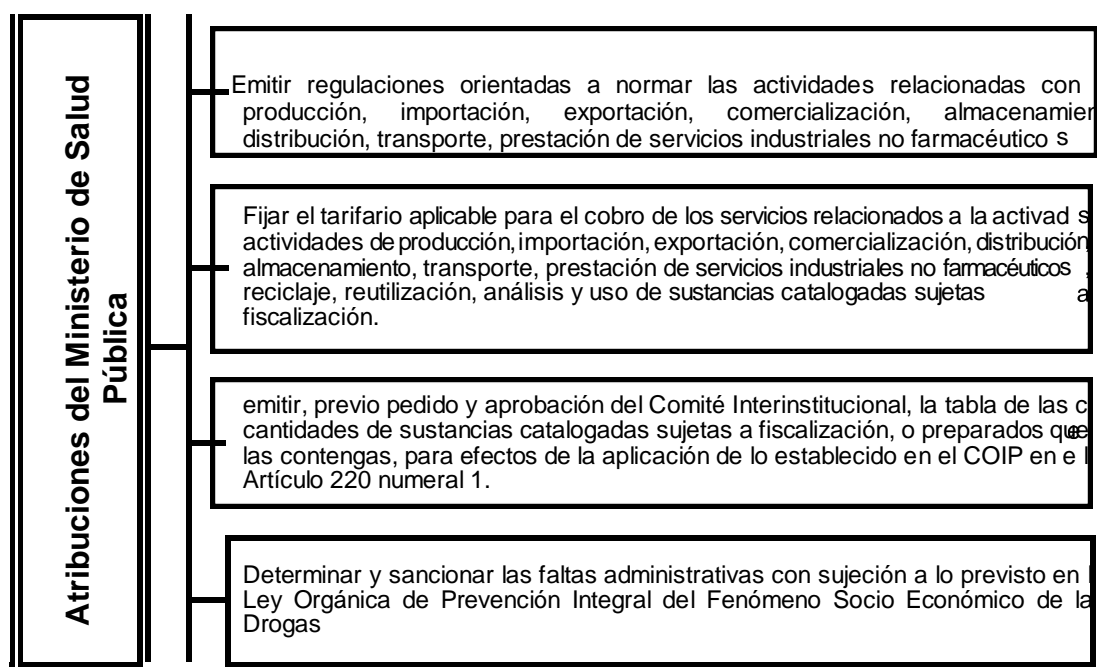 Atribuciones del Ministerio de Salud
Pública
Emitir regulaciones orientadas a normar las actividades relacionadas con
producción, importación, exportación, comercialización, almacenamien
distribución, transporte, prestación de servicios industriales no farmacéutico s
Fijar el tarifario aplicable para el cobro de los servicios relacionados a la activad s
actividades de producción, importación, exportación, comercialización, distribución,
almacenamiento, transporte, prestación de servicios industriales no farmacéuticos ,
reciclaje, reutilización, análisis y uso de sustancias catalogadas sujetas a
fiscalización.
emitir, previo pedido y aprobación del Comité Interinstitucional, la tabla de las c
cantidades de sustancias catalogadas sujetas a fiscalización, o preparados que
las contengas, para efectos de la aplicación de lo establecido en el COIP en e l
Artículo 220 numeral 1.
Determinar y sancionar las faltas administrativas con sujeción a lo previsto en l
Ley Orgánica de Prevención Integral del Fenómeno Socio Económico de la
Drogas